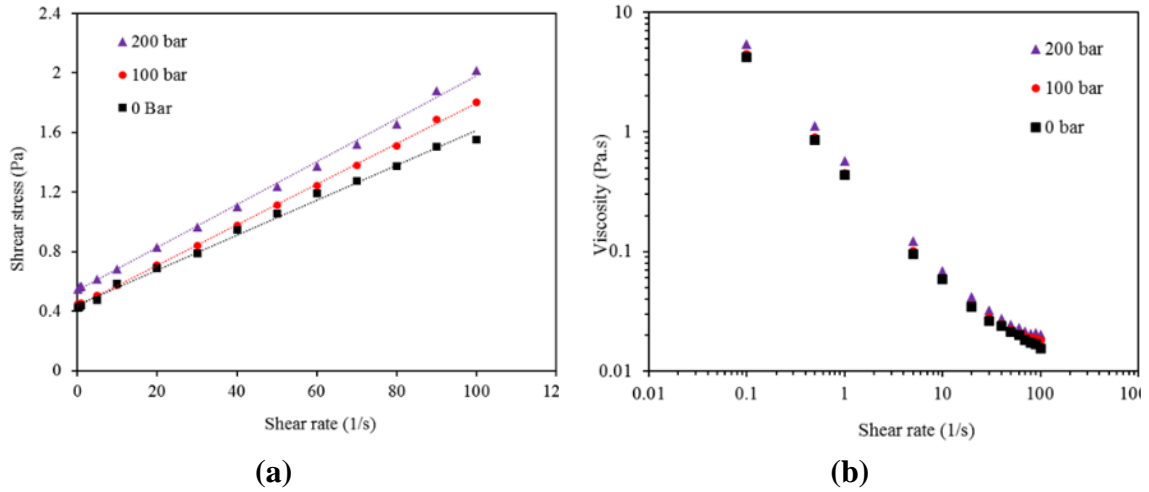 2.4
2
1.6
1.2
0.8
0.4
0
Shrear stress (Pa)
200 bar
100 bar
0 Bar
0 20 40 60 80 100 12
Shear rate (1/s)
(a)
10
1
0.1
0.01
Viscosity (Pa.s)
200 bar
100 bar
0 bar
0.01 0.1 1 10 100 100
Shear rate (1/s)
(b)